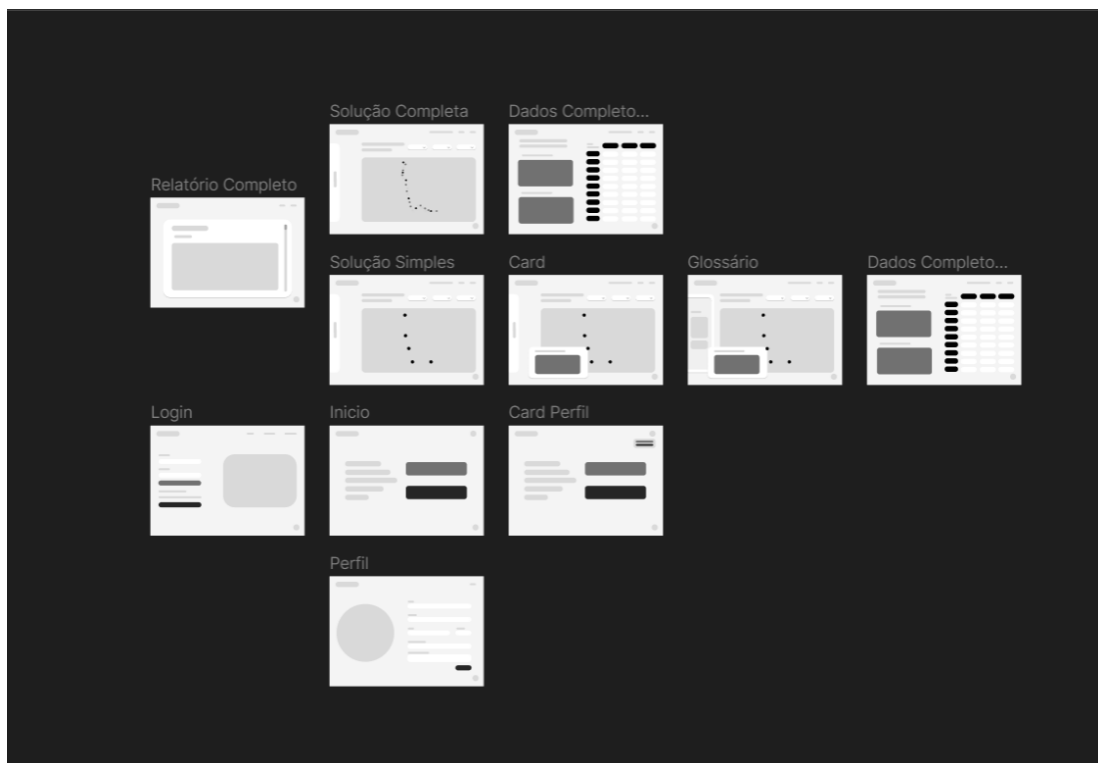 Solução Completa
Dados Completo...
Relatório Completo
Solução Simples
Card
Glossário
Dados Completo...
Login
Inicio
Card Perfil
Perfil